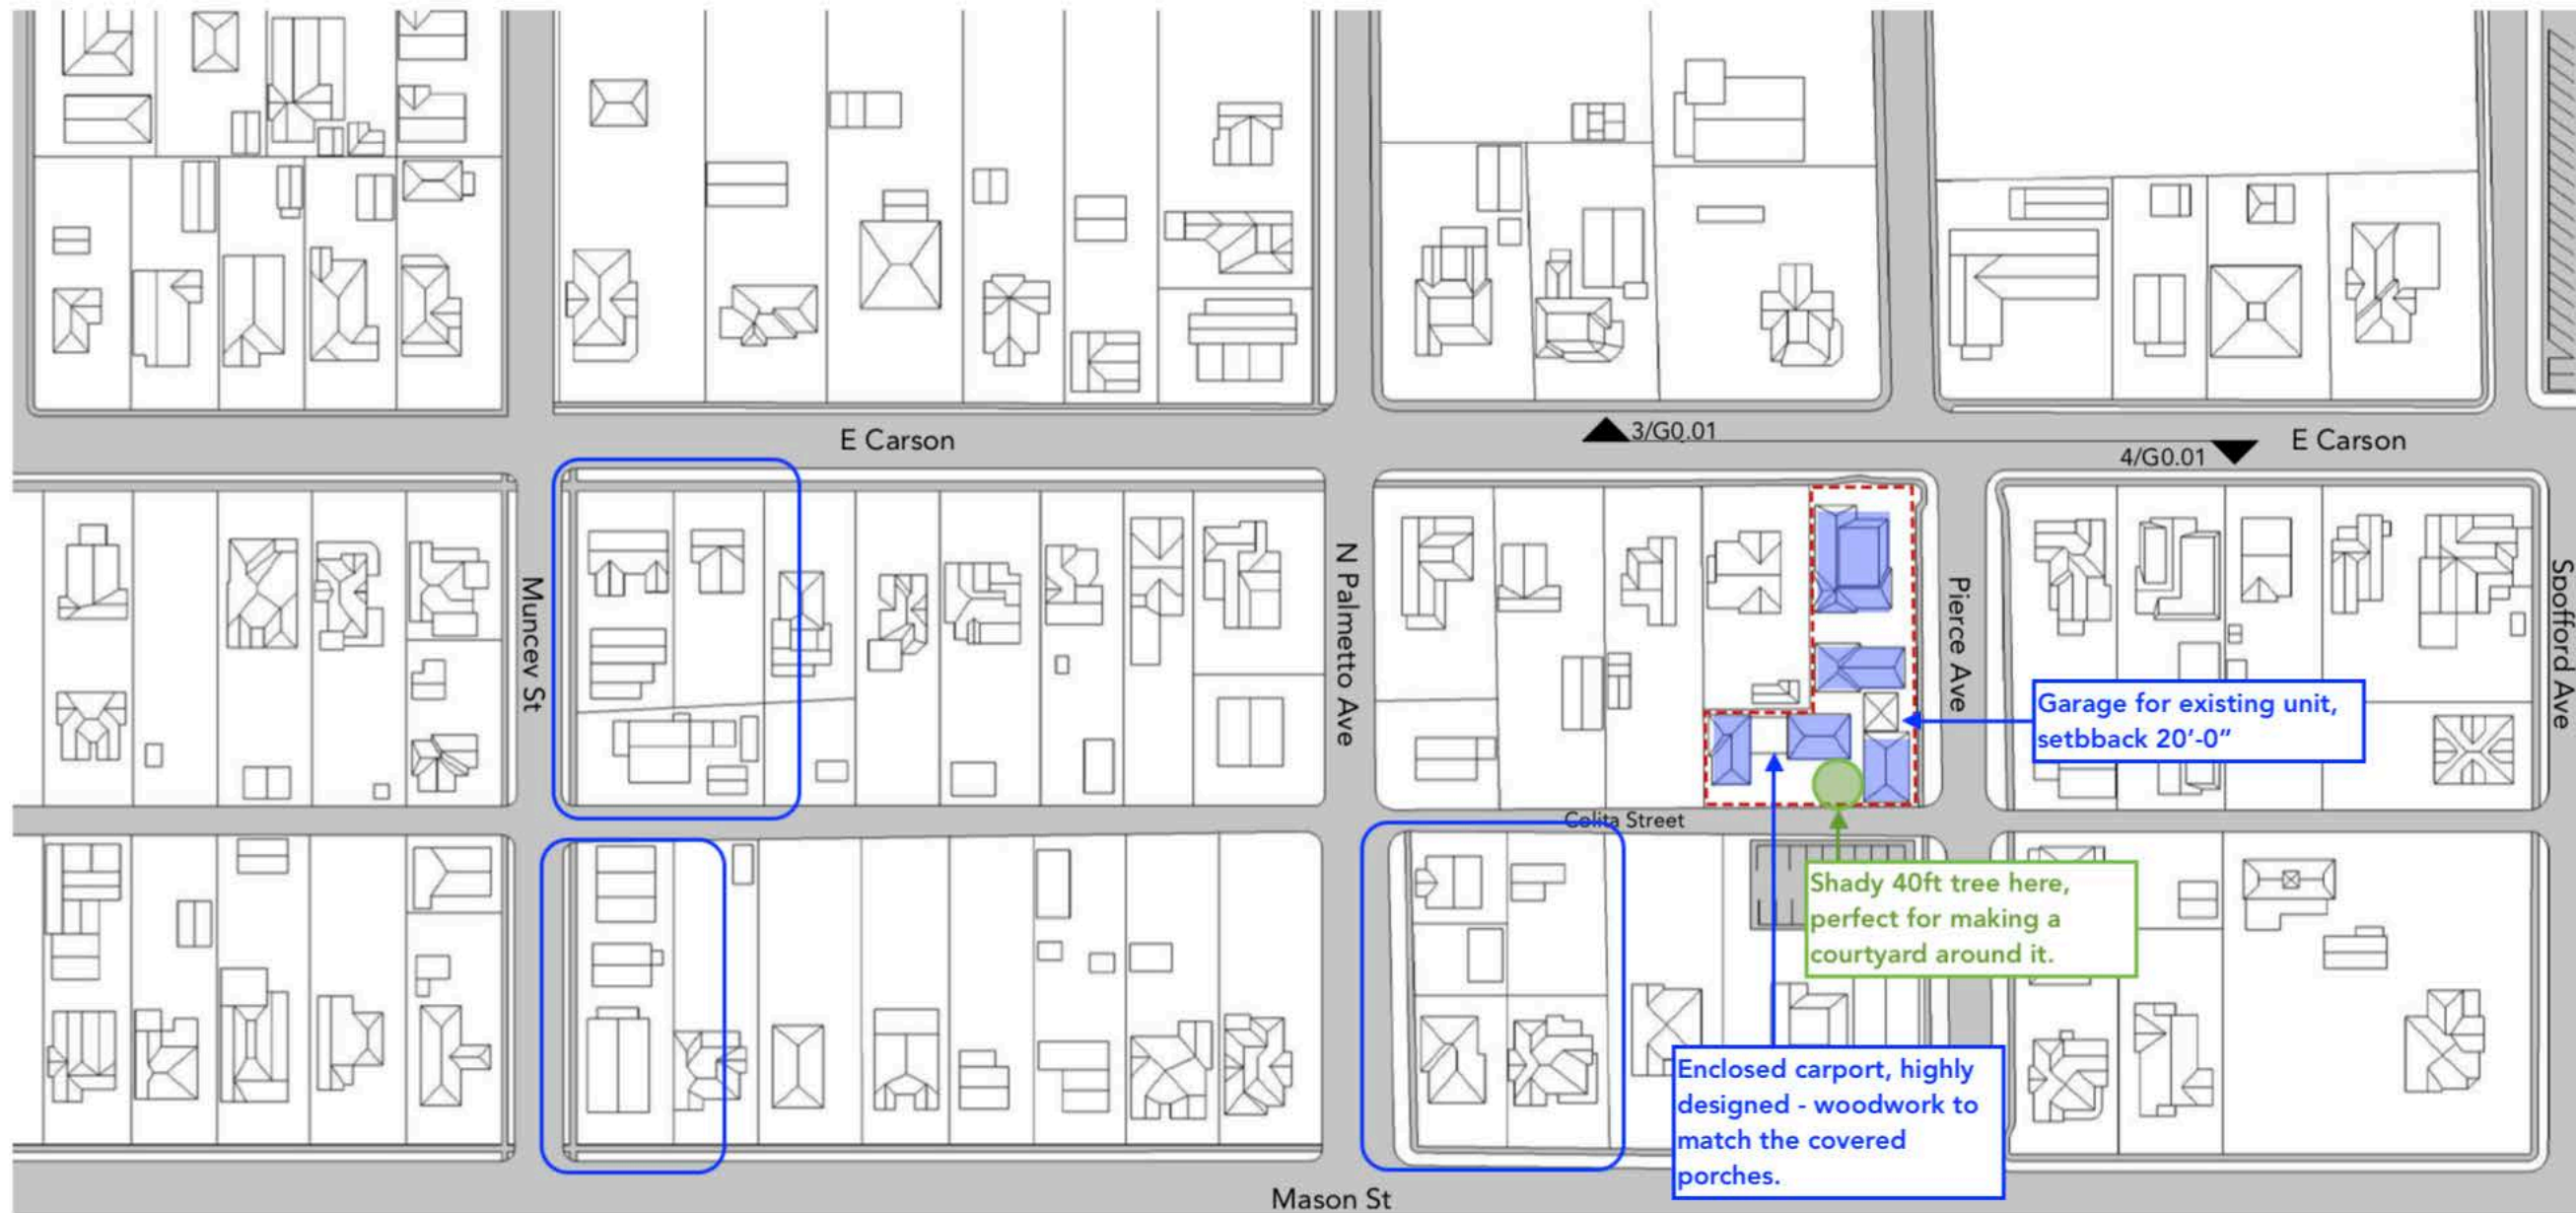 E Carson
3/G0.01
4/G0.01
E Carson
Muncey St
N Palmetto Ave
Pierce Ave
Spofford Ave
Garage for existing unit,
setbback 20’-0”
Colita Street
Shady 40ft tree here,
perfect for making a
courtyard around it.
Enclosed carport, highly
designed - woodwork to
match the covered
porches.
Mason St